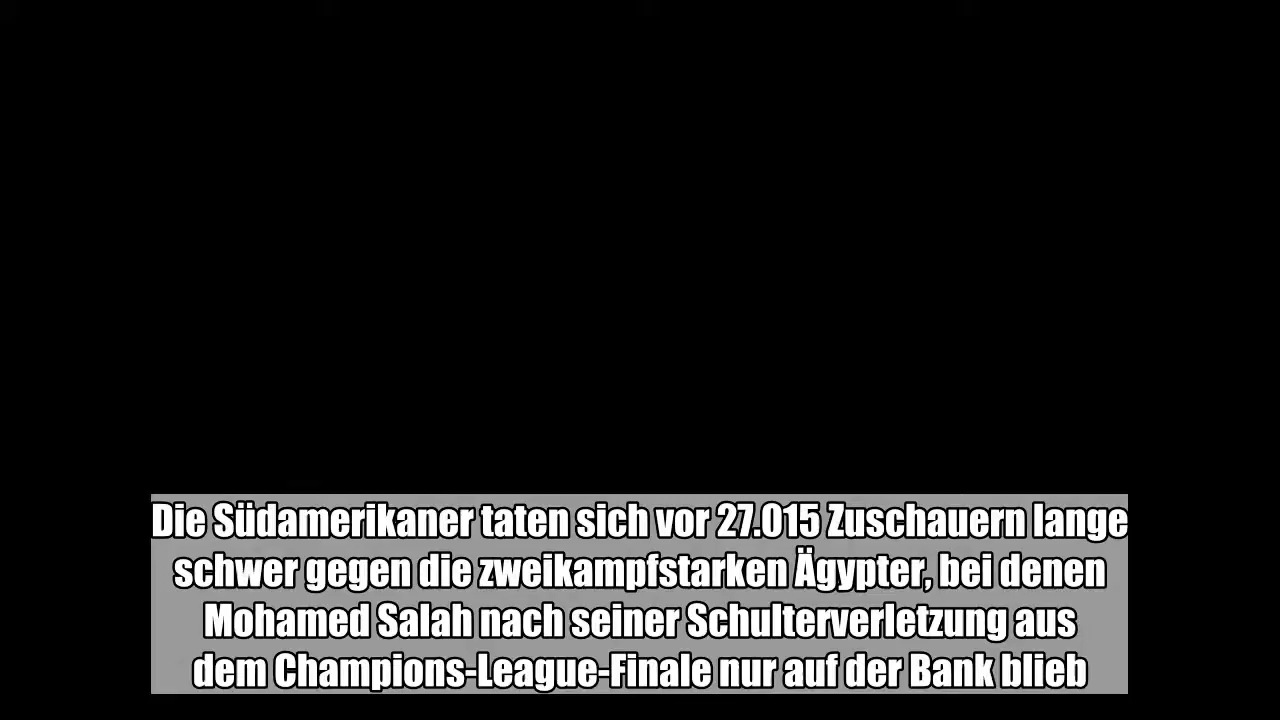 Die Südamerikaner taten sich vor 27.015 Zuschauern lange
schwer gegen die zweikampfstarken Ägypter, bei denen
Mohamed Salah nach seiner Schulterverletzung aus
dem Champions-League-Finale nur auf der Bank blieb